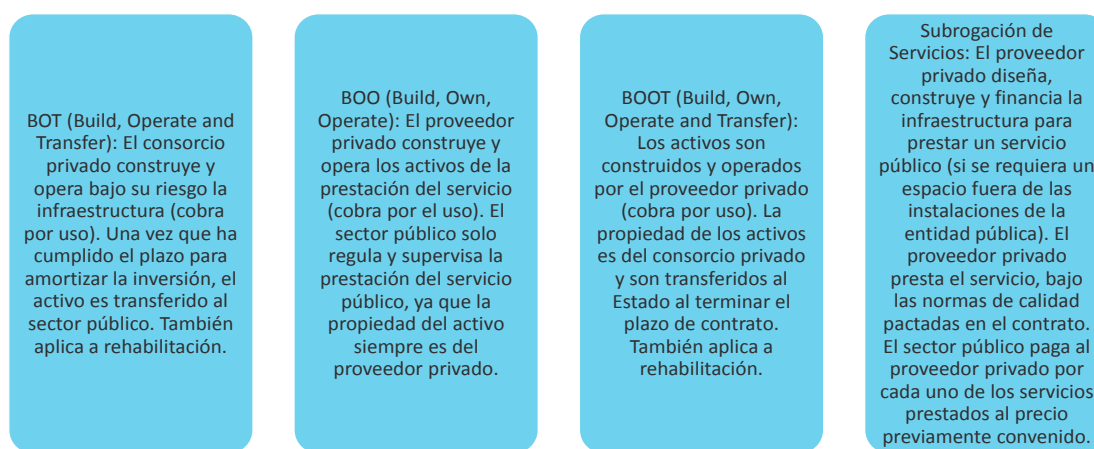 BOT (Build, Operate and
Transfer): El consorcio
privado construye y
opera bajo su riesgo la
infraestructura (cobra
por uso). Una vez que ha
cumplido el plazo para
amortizar la inversión, el
activo es transferido al
sector público. También
aplica a rehabilitación.
BOO (Build, Own,
Operate): El proveedor
privado construye y
opera los activos de la
prestación del servicio
(cobra por el uso). El
sector público solo
regula y supervisa la
prestación del servicio
público, ya que la
propiedad del activo
siempre es del
proveedor privado.
BOOT (Build, Own,
Operate and Transfer):
Los activos son
construidos y operados
por el proveedor privado
(cobra por uso). La
propiedad de los activos
es del consorcio privado
y son transferidos al
Estado al terminar el
plazo de contrato.
También aplica a
rehabilitación.
Subrogación de
Servicios: El proveedor
privado diseña,
construye y financia la
infraestructura para
prestar un servicio
público (si se requiera un
espacio fuera de las
instalaciones de la
entidad pública). El
proveedor privado
presta el servicio, bajo
las normas de calidad
pactadas en el contrato.
El sector público paga al
proveedor privado por
cada uno de los servicios
prestados al precio
previamente convenido.